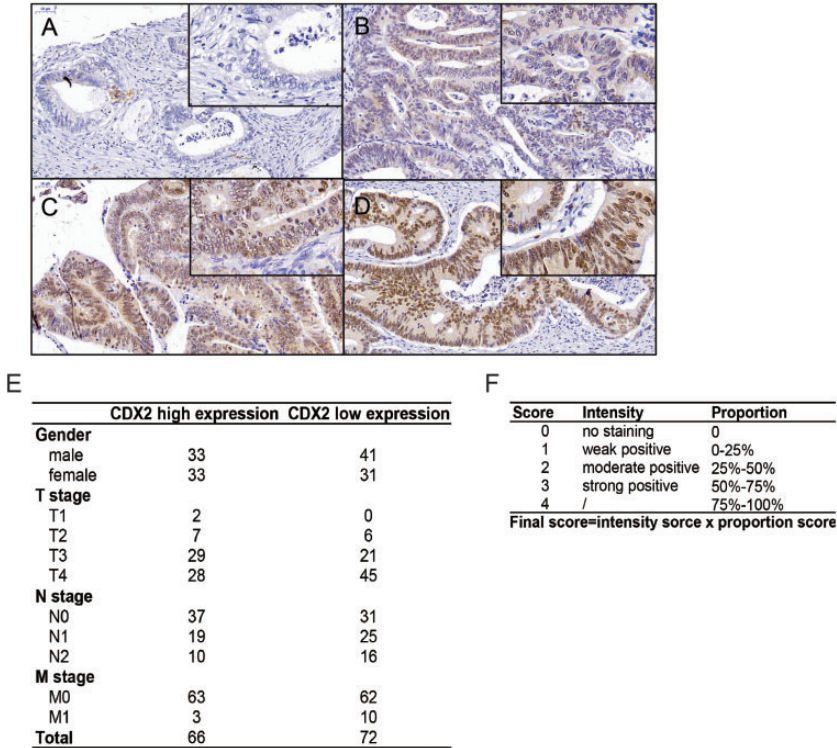 A
B
C
D
E
CDX2 high expression CDX2 low expression
Gender
male 33 41
female 33 31
T stage
T1 2 0
T2 7 6
T3 29 21
T4 28 45
N stage
N0 37 31
N1 19 25
N2 10 16
M stage
M0 63 62
M1 3 10
Total 66 72
F
Score Intensity Proportion
0 no staining 0
1 weak positive 0-25%
2 moderate positive 25%-50%
3 strong positive 50%-75%
4 / 75%-100%
Final score=intensity sorce x proportion score